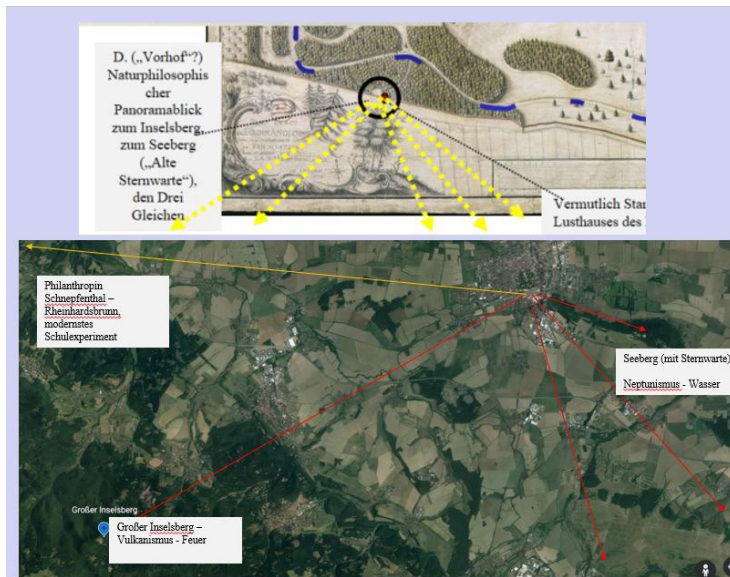 D. („Vorhof“?)
Naturphilosophis
cher
Panoramablick
zum Inselsberg,
zum Seeberg
(„Alte
Sternwarte“),
den Drei
Gleichen
Vermutlich Star
Lusthauses des
Philanthropin
Schnepfenthal –
Rheinhardsbrunn,
modernstes
Schulexperiment
Seeberg (mit Sternwarte)
Neptunismus - Wasser
Großer Inselsberg
Großer Inselsberg –
Vulkanismus - Feuer